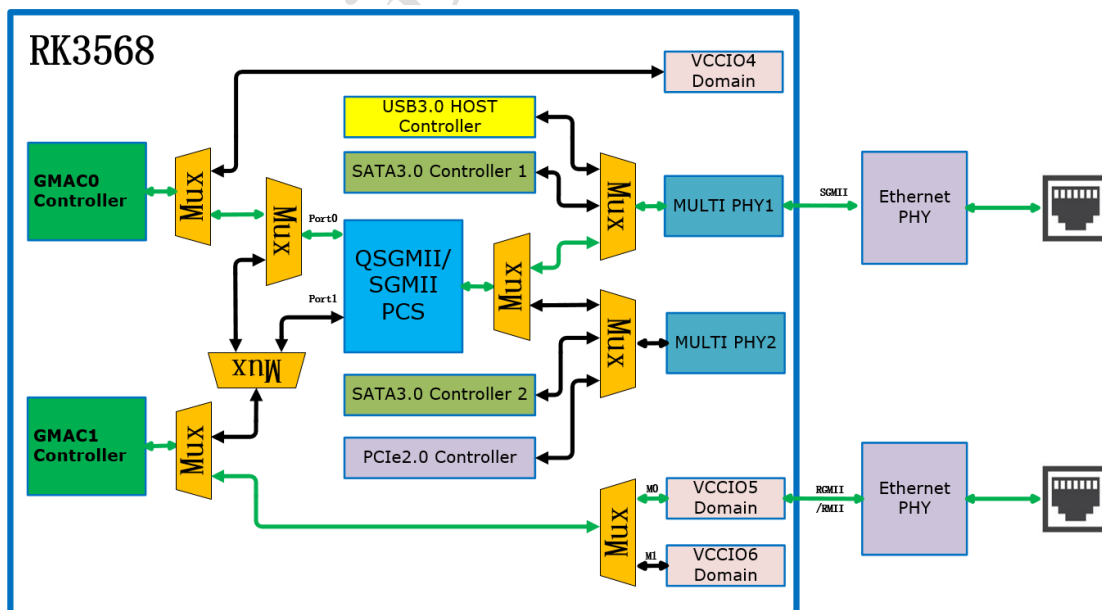 RK3568
VCCIO4
Domain
USB3.0 HOST
Controller
SATA3.0 Controller 1
GMAC0
Controller
Mux
Mux
Mux
MULTI PHY1
SGMII
Ethernet
PHY
Port0
QSGMII/
SGMII
PCS
Mux
Port1
Mux
MULTI PHY2
Mux
SATA3.0 Controller 2
GMAC1
Controller
Mux
PCIe2.0 Controller
Mux
M0
VCCIO5
Domain
RGMII
/RMII
Ethernet
PHY
M1
VCCIO6
Domain